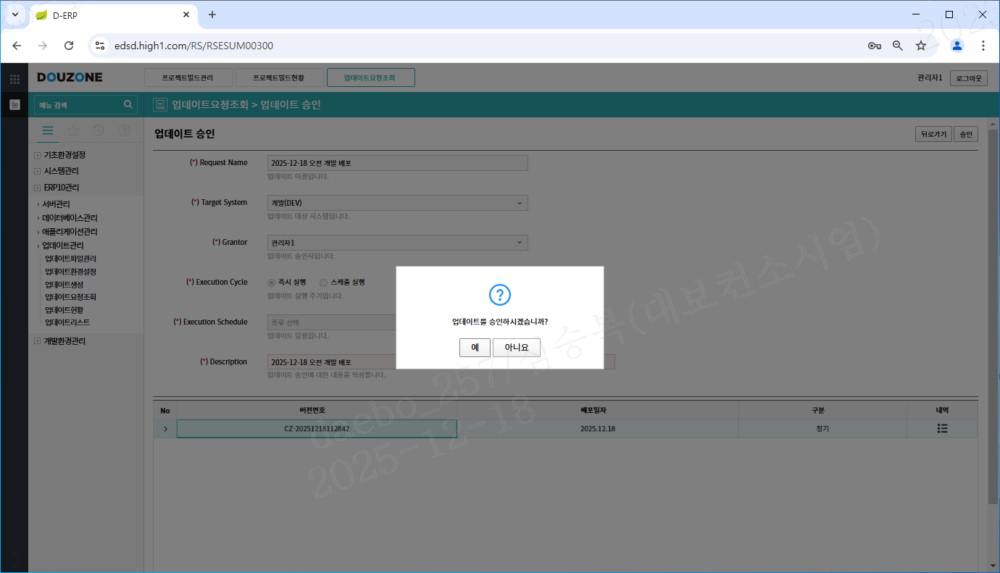 D-ERP
edsd.high1.com/RS/RSESUM00300
DOUZONE
프로젝트빌드관리
프로젝트빌드현황
업데이트요청조회
관리자1
로그아웃
메뉴 검색
업데이트요청조회 > 업데이트 승인
업데이트 승인
뒤로가기
승인
기초환경설정
시스템관리
ERP10관리
서버관리
데이터베이스관리
애플리케이션관리
업데이트관리
업데이트파일관리
업데이트환경설정
업데이트생성
업데이트요청조회
업데이트현황
업데이트리스트
개발환경관리
(*) Request Name
2025-12-18 오전 개발 배포
업데이트 이름입니다.
(*) Target System
개발(DEV)
업데이트 대상 시스템입니다.
(*) Grantor
관리자1
업데이트 승인자입니다.
(*) Execution Cycle
즉시 실행
스케줄 실행
업데이트 실행 주기입니다.
(*) Execution Schedule
종류 선택
업데이트 일정입니다.
(*) Description
2025-12-18 오전 개발 배포
업데이트 승인에 대한 내용을 작성합니다.
업데이트를 승인하시겠습니까?
예
아니요
No
버전번호
배포일자
구분
내역
CZ-20251218112842
2025.12.18
정기
daebo_257/심승복(대보컨소시엄)
2025-12-18